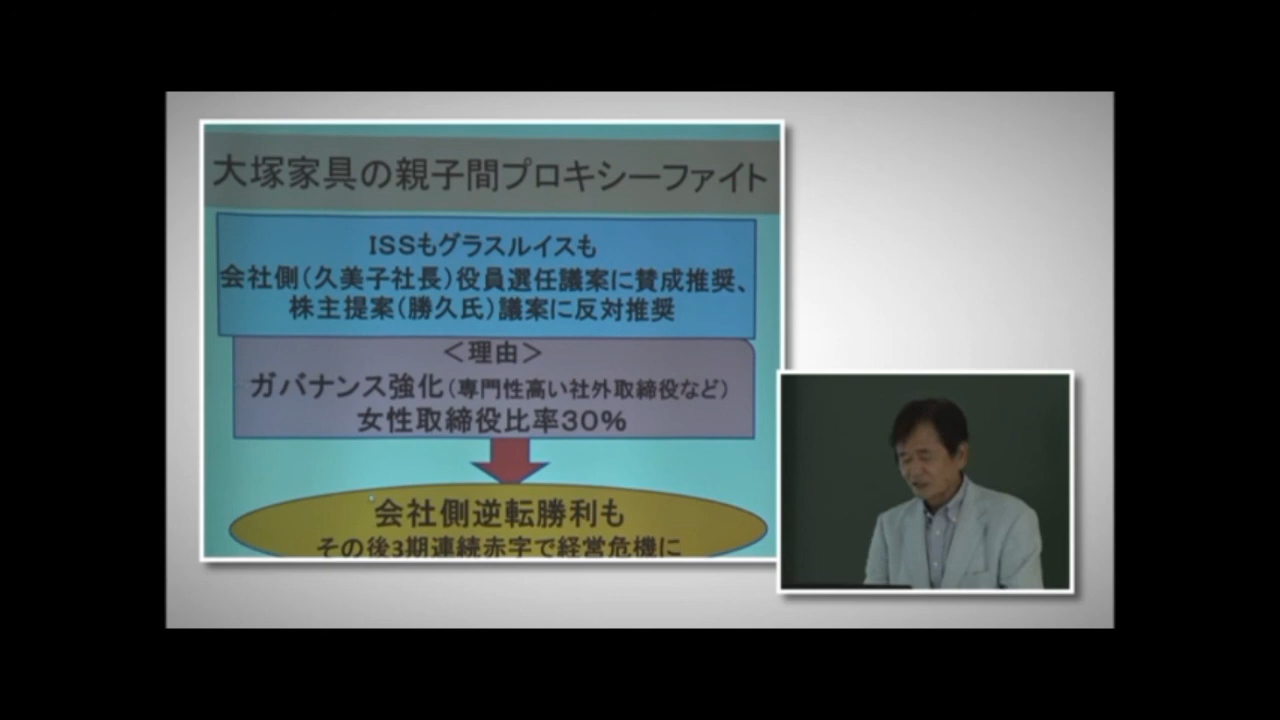 大塚家具の親子間プロキシーファイト
ISSもグラスルイスも
会社側(久美子社長)役員選任議案に賛成推奨、
株主提案(勝久氏)議案に反対推奨
<理由>
ガバナンス強化(専門性高い社外取締役など)
女性取締役比率30%
会社側逆転勝利も
その後3期連続赤字で経営危機に